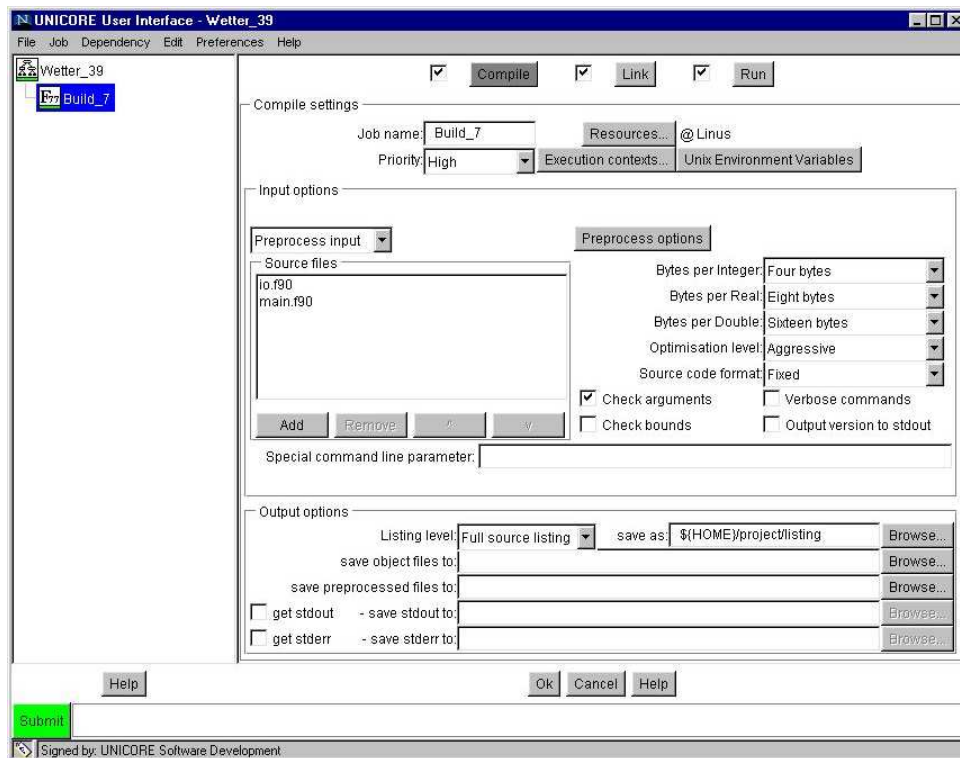 UNICORE User Interface - Wetter_39
File Job Dependency Edit Preferences Help
Wetter_39
F77 Build_7
Compile Link Run
Compile settings
Job name: Build_7 Resources... @ Linus
Priority: High Execution contexts... Unix Environment Variables
Input options
Preprocess input Preprocess options
Source files
io.f90
main.f90
Add Remove ^ v
Bytes per Integer: Four bytes
Bytes per Real: Eight bytes
Bytes per Double: Sixteen bytes
Optimisation level: Aggressive
Source code format: Fixed
Check arguments Verbose commands
Check bounds Output version to stdout
Special command line parameter:
Output options
Listing level: Full source listing save as: $(HOME)/project/listing Browse...
save object files to: Browse...
save preprocessed files to: Browse...
get stdout - save stdout to: Browse...
get stderr - save stderr to: Browse...
Help Ok Cancel Help
Submit
Signed by: UNICORE Software Development